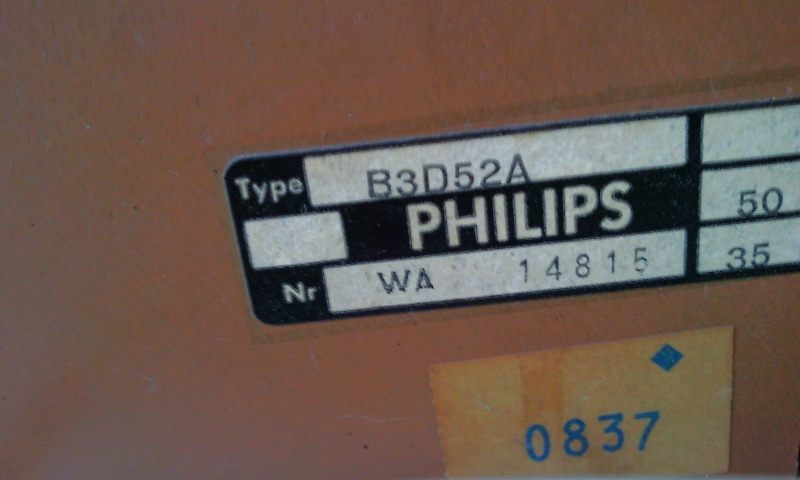 Type B3D52A
PHILIPS 50
Nr WA 14815 35
0837